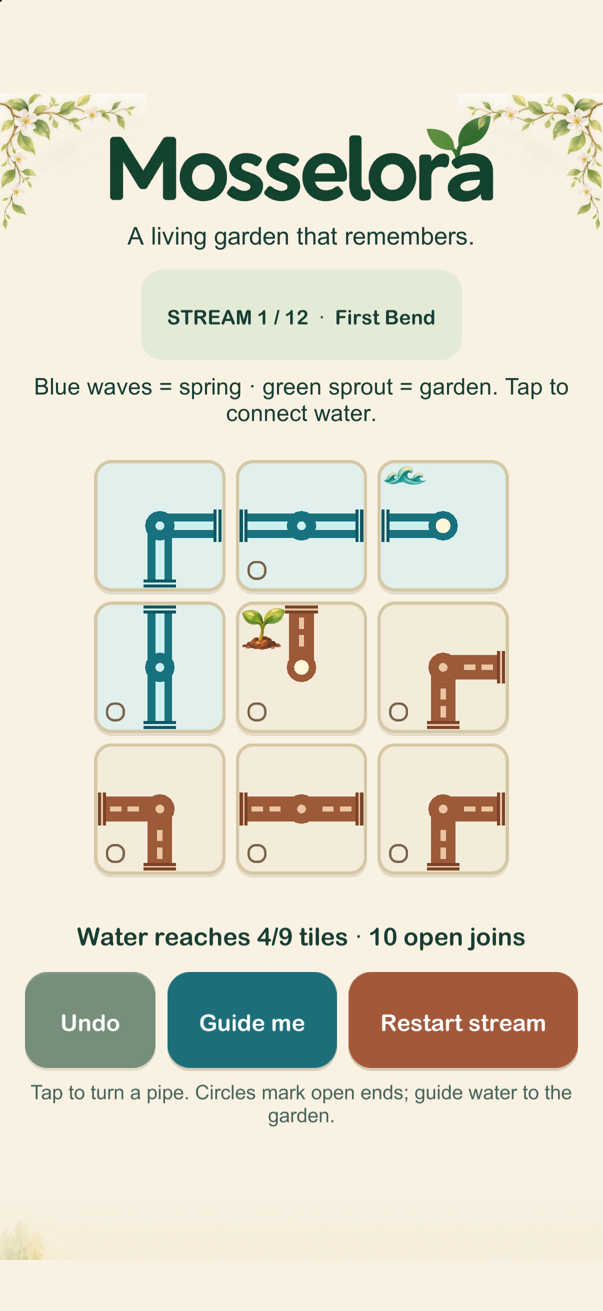 Mosselora
A living garden that remembers.
STREAM 1 / 12 · First Bend
Blue waves = spring · green sprout = garden. Tap to
connect water.
Water reaches 4/9 tiles · 10 open joins
Undo
Guide me
Restart stream
Tap to turn a pipe. Circles mark open ends; guide water to the
garden.